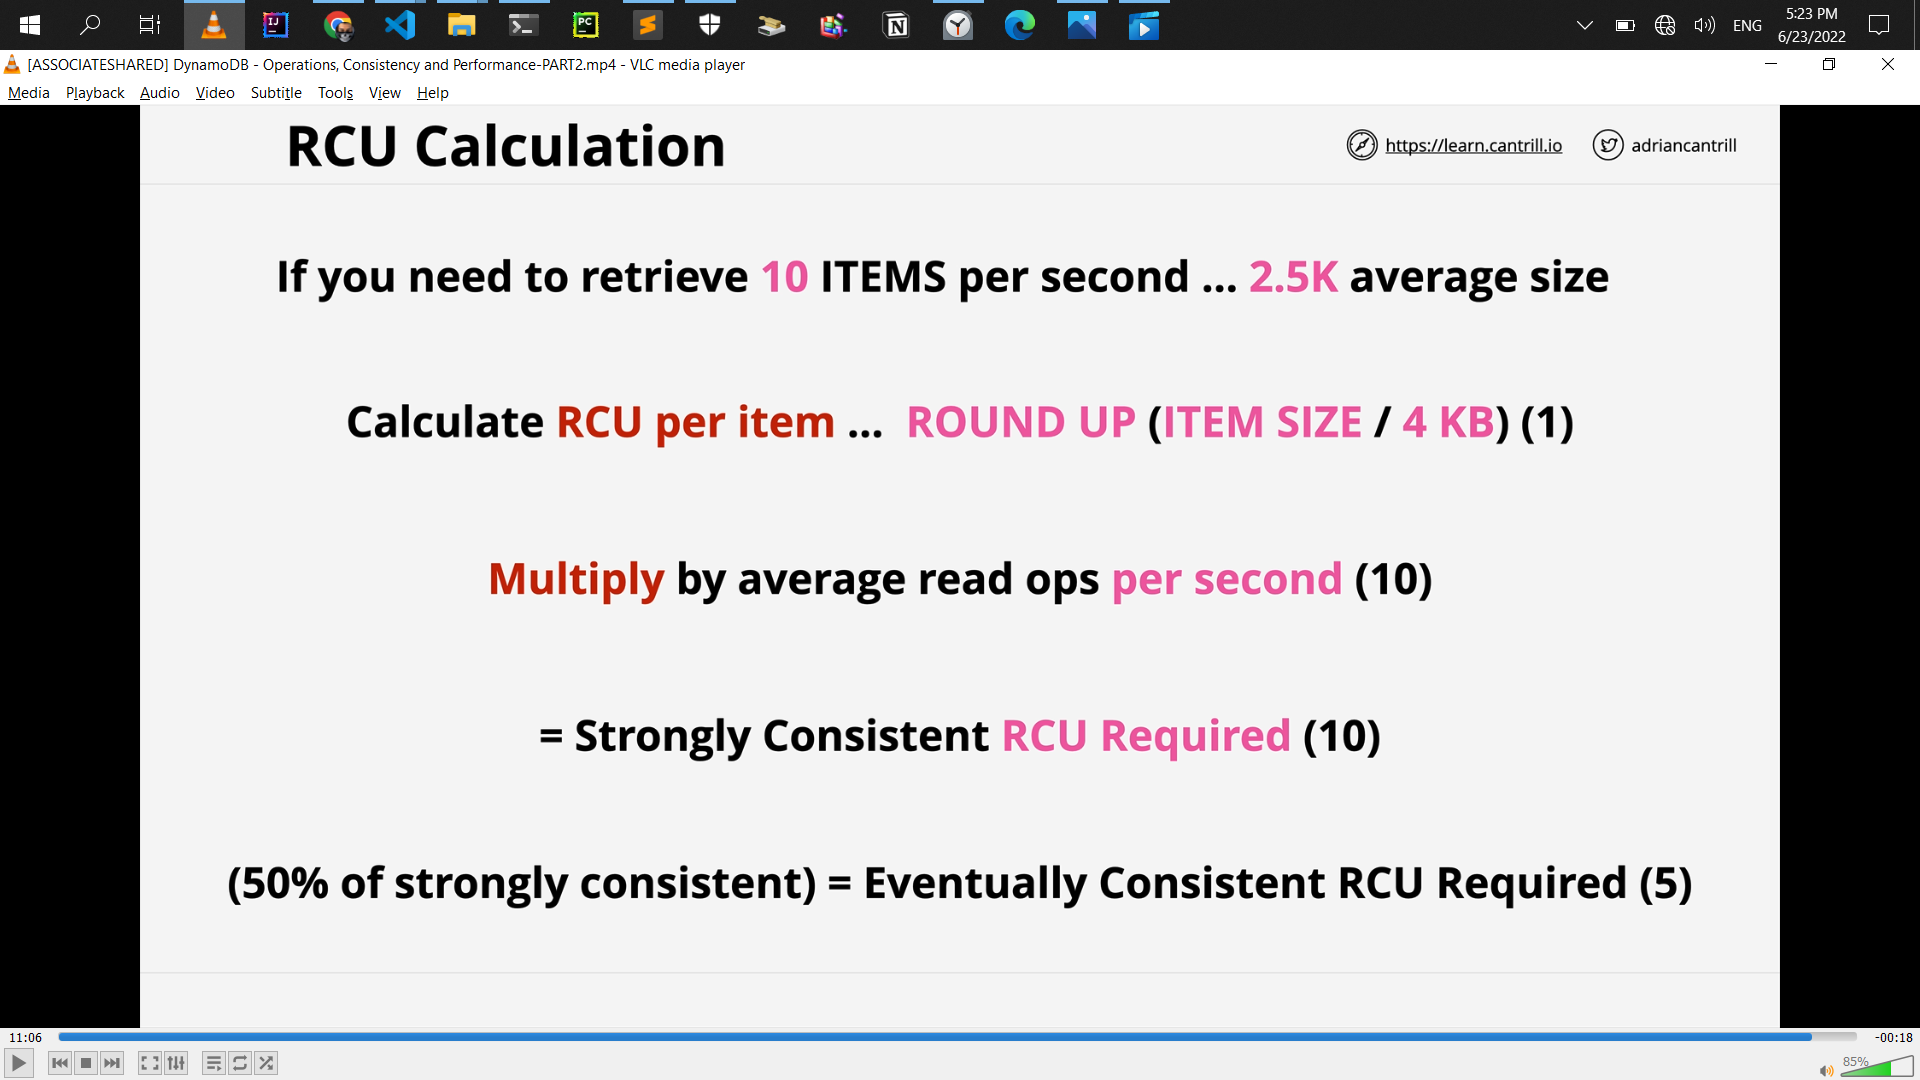 5:23 PM
ENG
6/23/2022
[ASSOCIATESHARED] DynamoDB - Operations, Consistency and Performance-PART2.mp4 - VLC media player
Media Playback Audio Video Subtitle Tools View Help
RCU Calculation
https://learn.cantrill.io
adriancantrill
If you need to retrieve 10 ITEMS per second ... 2.5K average size
Calculate RCU per item ... ROUND UP (ITEM SIZE / 4 KB) (1)
Multiply by average read ops per second (10)
= Strongly Consistent RCU Required (10)
(50% of strongly consistent) = Eventually Consistent RCU Required (5)
11:06
-00:18
85%